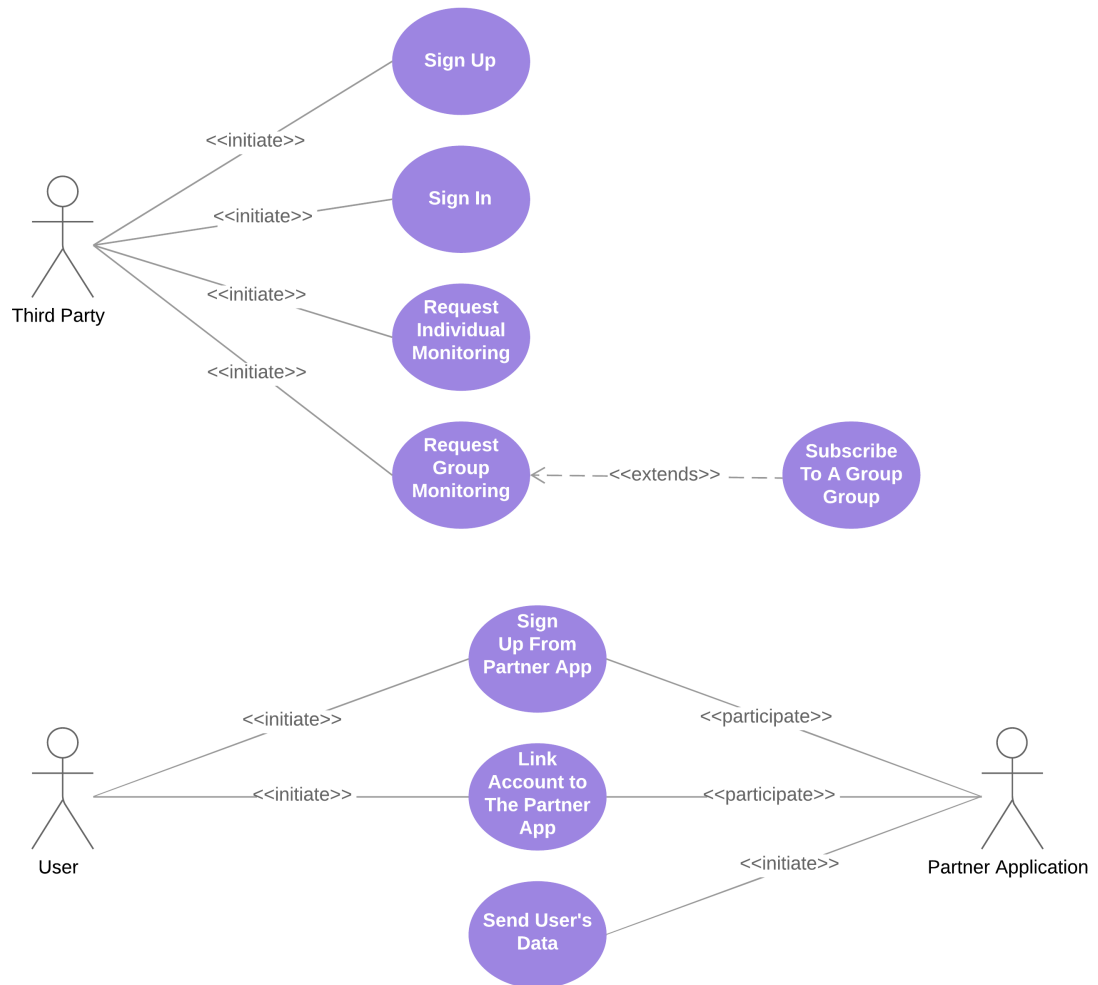 Sign Up
<<initiate>>
Sign In
<<initiate>>
Third Party
<<initiate>>
Request
Individual
Monitoring
<<initiate>>
Request
Group
Monitoring
<<extends>>
Subscribe
To A Group
Group
Sign
Up From
Partner App
<<initiate>>
<<participate>>
User
<<initiate>>
Link
Account to
The Partner
App
<<participate>>
Partner Application
<<initiate>>
Send User's
Data